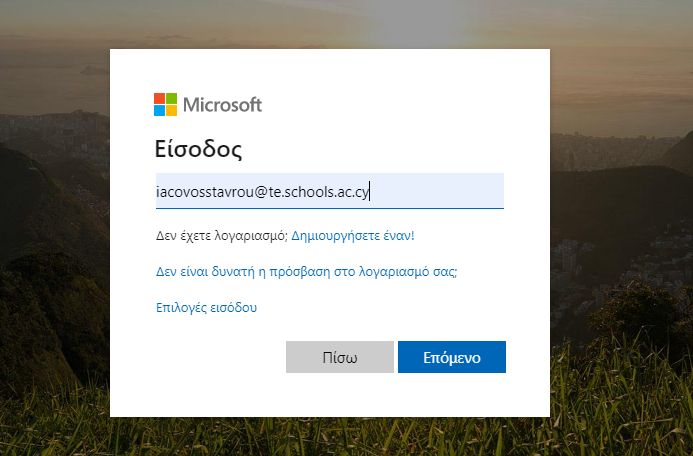 Microsoft
Είσοδος
iacovosstavrou@te.schools.ac.cy
Δεν έχετε λογαριασμό; Δημιουργήσετε έναν!
Δεν είναι δυνατή η πρόσβαση στο λογαριασμό σας;
Επιλογές εισόδου
Πίσω
Επόμενο